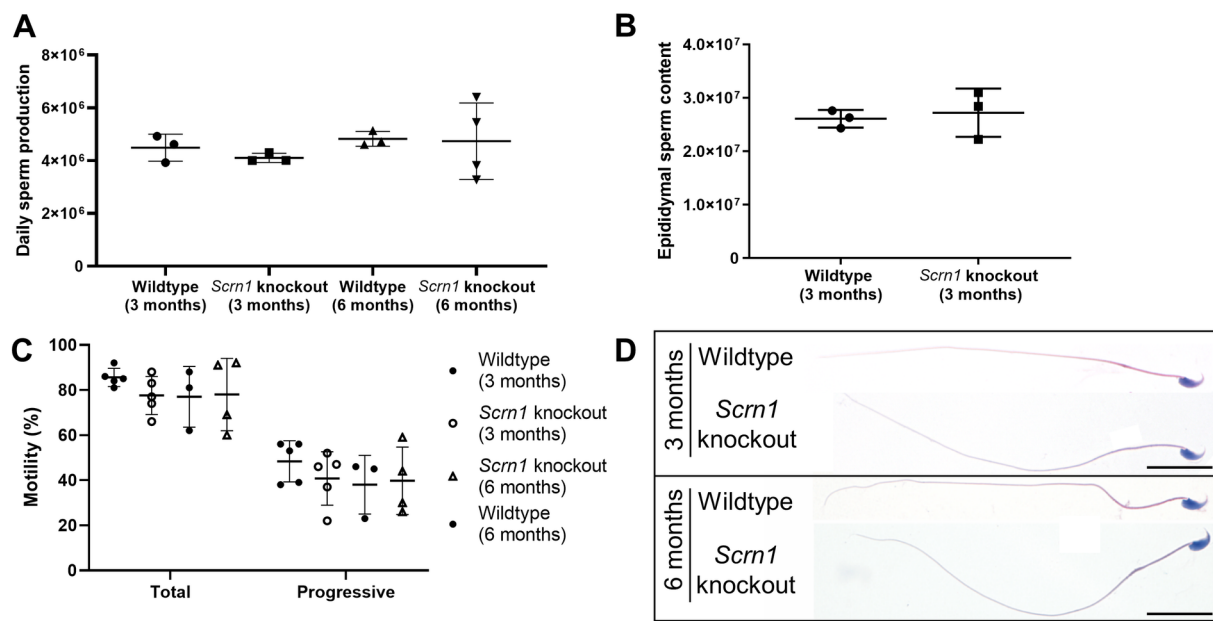 A
Daily sperm production
8×10⁶
6×10⁶
4×10⁶
2×10⁶
0
Wildtype
(3 months)
Scrn1 knockout
(3 months)
Wildtype
(6 months)
Scrn1 knockout
(6 months)
B
Epididymal sperm content
4.0×10⁷
3.0×10⁷
2.0×10⁷
1.0×10⁷
0
Wildtype
(3 months)
Scrn1 knockout
(3 months)
C
Motility (%)
100
80
60
40
20
0
Total
Progressive
Wildtype
(3 months)
Scrn1 knockout
(3 months)
Scrn1 knockout
(6 months)
Wildtype
(6 months)
D
3 months
Wildtype
Scrn1
knockout
6 months
Wildtype
Scrn1
knockout